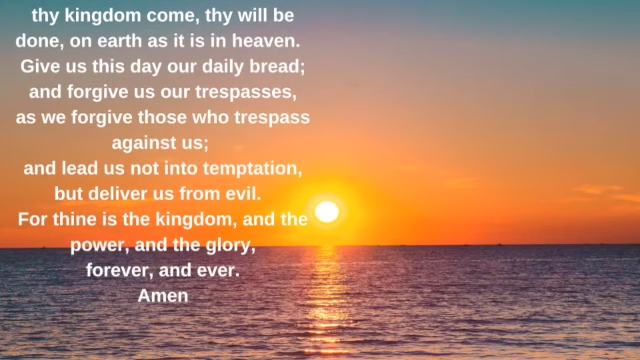 thy kingdom come, thy will be
done, on earth as it is in heaven.
Give us this day our daily bread;
and forgive us our trespasses,
as we forgive those who trespass
against us;
and lead us not into temptation,
but deliver us from evil.
For thine is the kingdom, and the
power, and the glory,
forever, and ever.
Amen